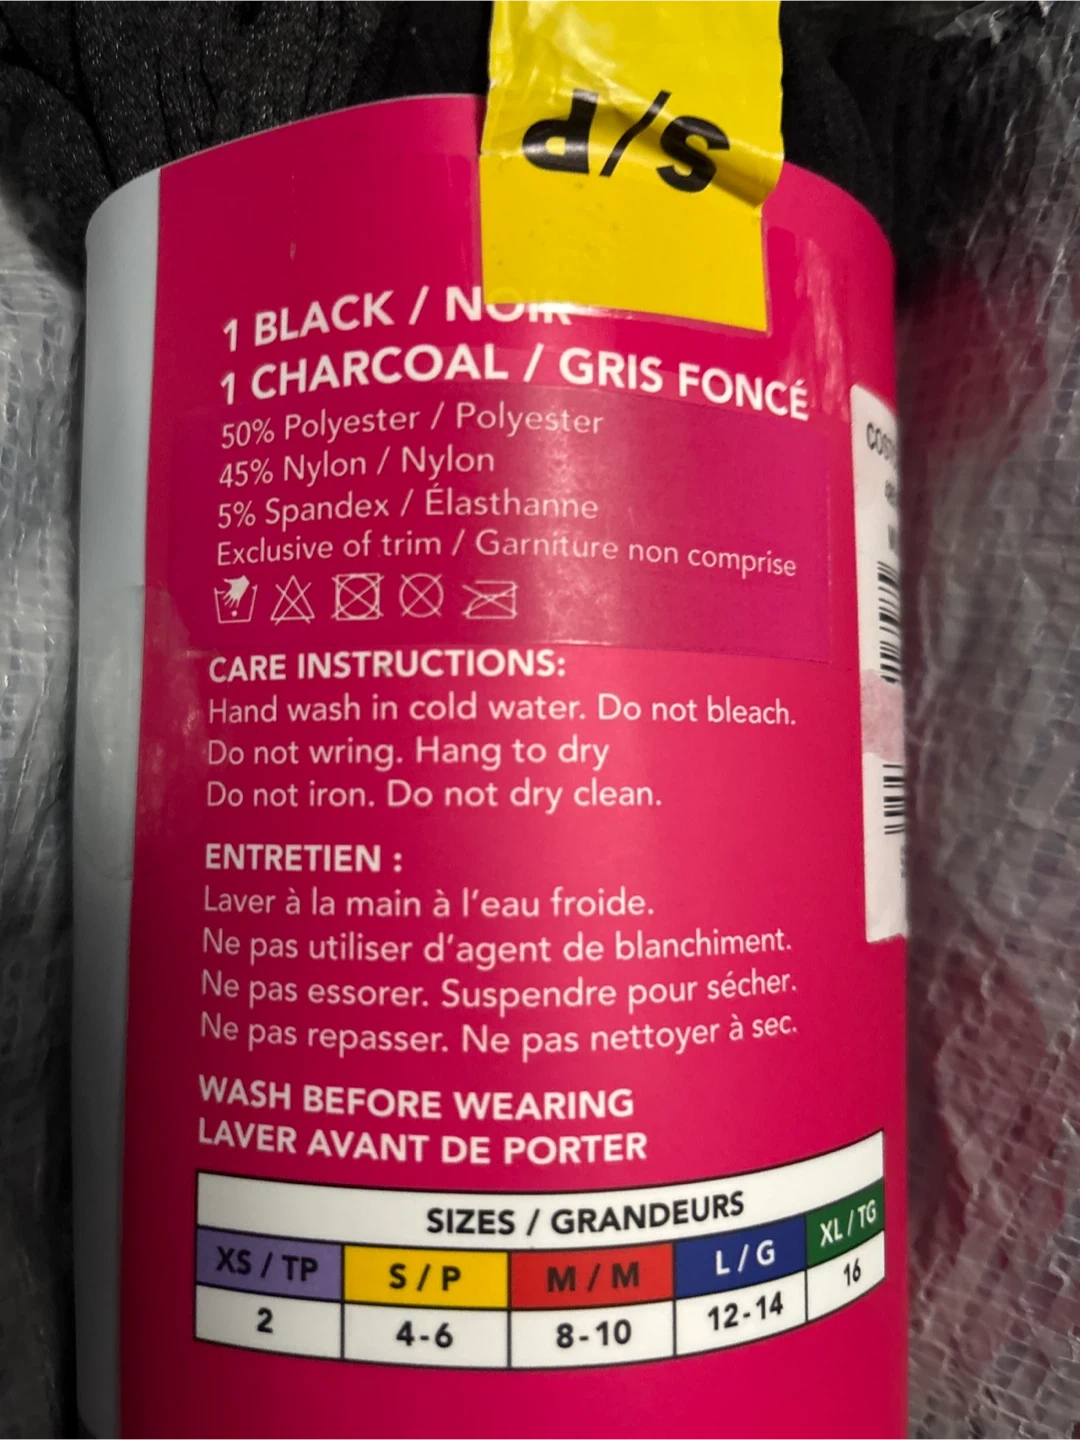 S/P
1 BLACK / NOIR
1 CHARCOAL / GRIS FONCÉ
50% Polyester / Polyester
45% Nylon / Nylon
5% Spandex / Élasthanne
Exclusive of trim / Garniture non comprise
CARE INSTRUCTIONS:
Hand wash in cold water. Do not bleach.
Do not wring. Hang to dry
Do not iron. Do not dry clean.
ENTRETIEN :
Laver à la main à l'eau froide.
Ne pas utiliser d'agent de blanchiment.
Ne pas essorer. Suspendre pour sécher.
Ne pas repasser. Ne pas nettoyer à sec.
WASH BEFORE WEARING
LAVER AVANT DE PORTER
SIZES / GRANDEURS
XS / TP S / P M / M L / G XL / TG
2 4-6 8-10 12-14 16